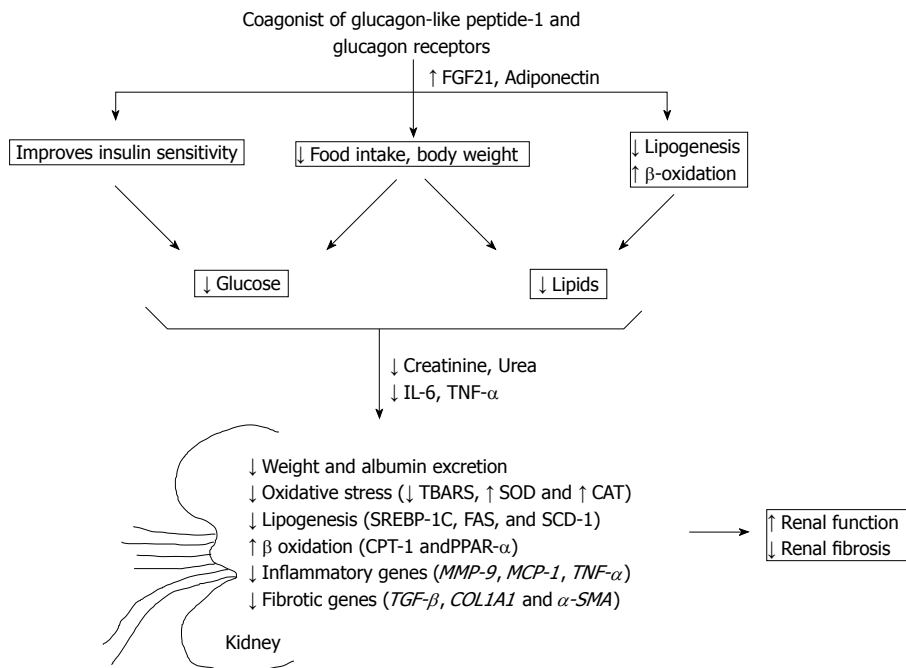 Coagonist of glucagon-like peptide-1 and
glucagon receptors
↑ FGF21, Adiponectin
Improves insulin sensitivity
↓ Food intake, body weight
↓ Lipogenesis
↑ β-oxidation
↓ Glucose
↓ Lipids
↓ Creatinine, Urea
↓ IL-6, TNF-α
↓ Weight and albumin excretion
↓ Oxidative stress (↓ TBARS, ↑ SOD and ↑ CAT)
↓ Lipogenesis (SREBP-1C, FAS, and SCD-1)
↑ β oxidation (CPT-1 andPPAR-α)
↓ Inflammatory genes (MMP-9, MCP-1, TNF-α)
↓ Fibrotic genes (TGF-β, COL1A1 and α-SMA)
Kidney
↑ Renal function
↓ Renal fibrosis